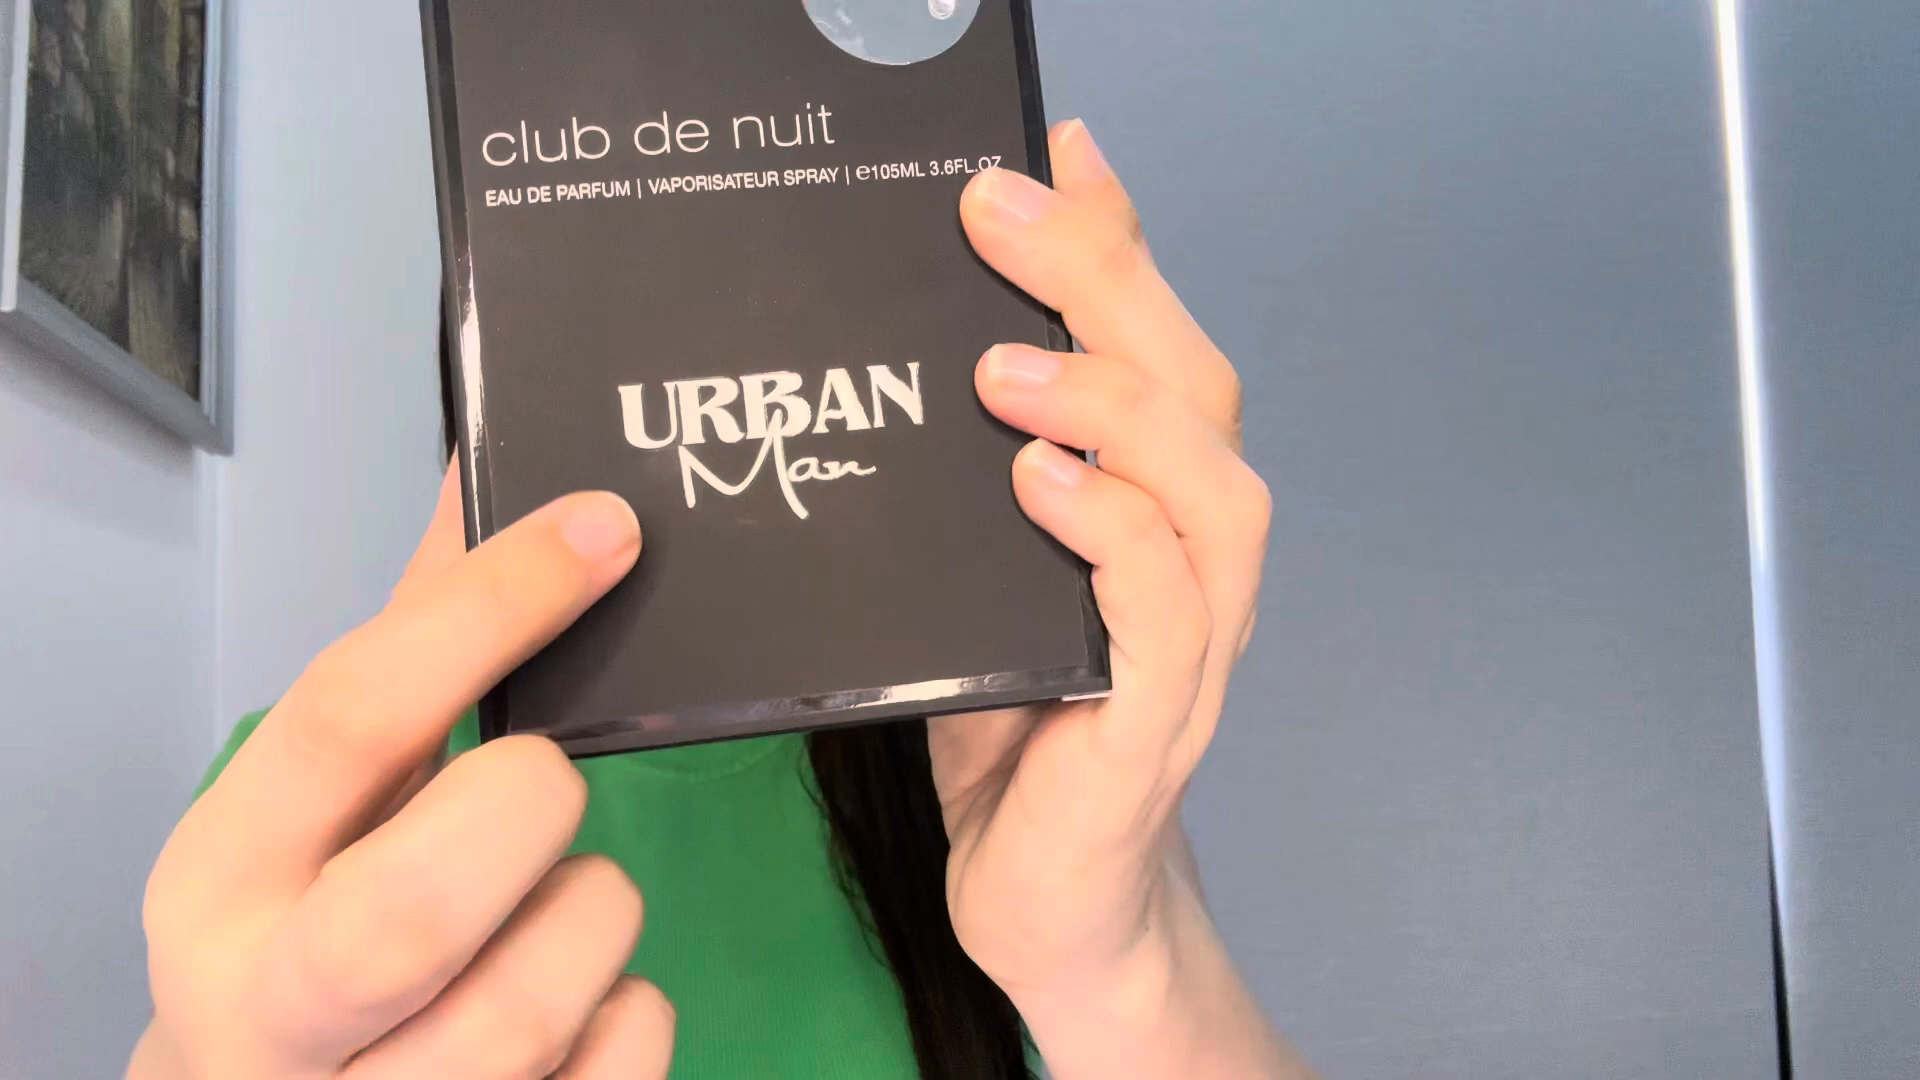 club de nuit
EAU DE PARFUM | VAPORISATEUR SPRAY | ℮105ML 3.6FL.OZ
URBAN
Man